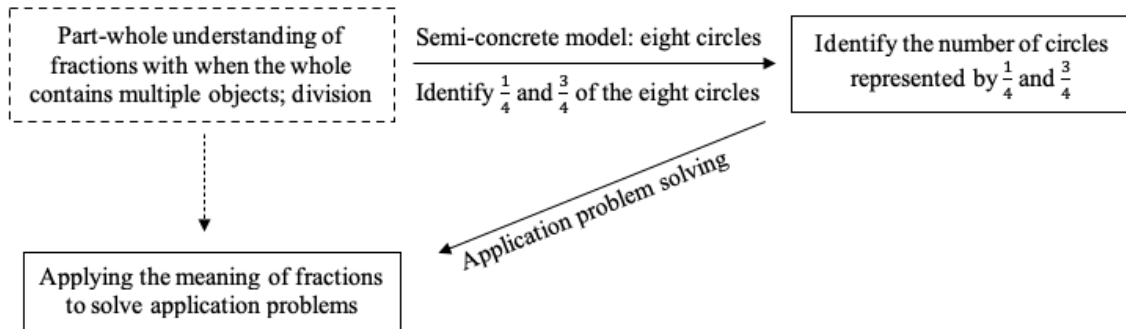 Part-whole understanding of
fractions with when the whole
contains multiple objects; division
Semi-concrete model: eight circles
Identify 1/4 and 3/4 of the eight circles
Identify the number of circles
represented by 1/4 and 3/4
Application problem solving
Applying the meaning of fractions
to solve application problems